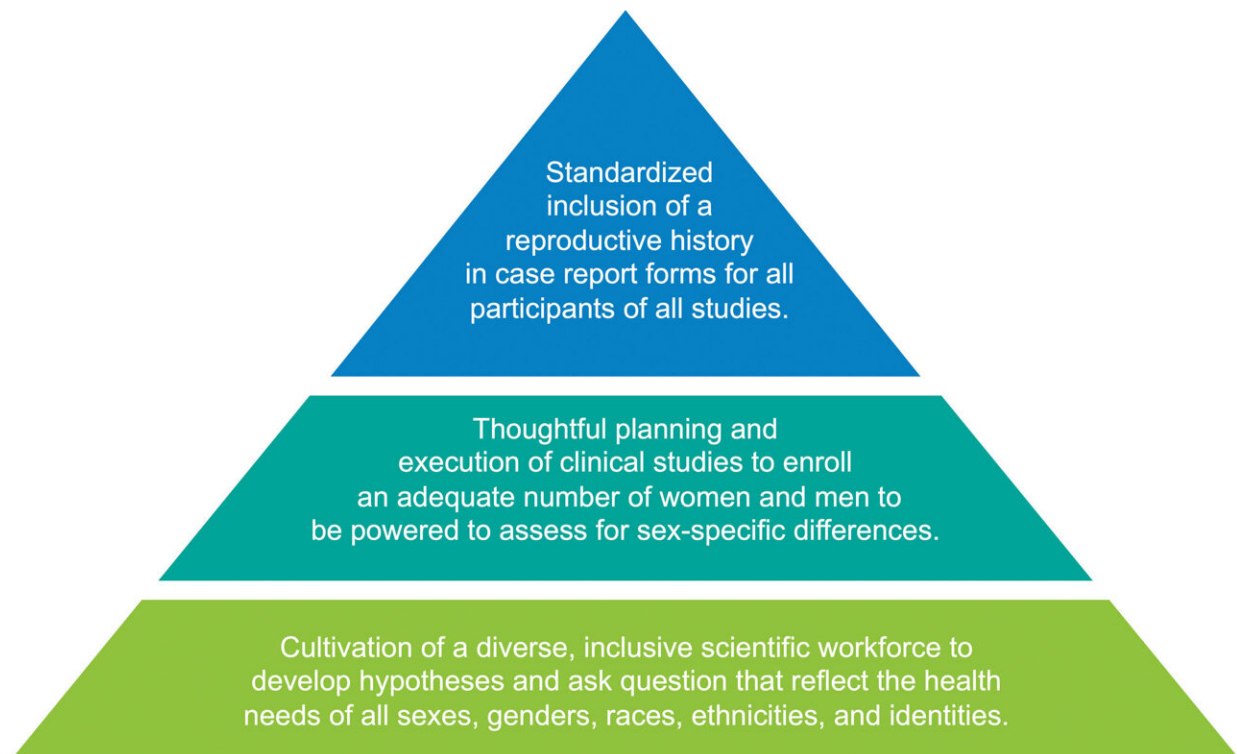 Standardized
inclusion of a
reproductive history
in case report forms for all
participants of all studies.
Thoughtful planning and
execution of clinical studies to enroll
an adequate number of women and men to
be powered to assess for sex-specific differences.
Cultivation of a diverse, inclusive scientific workforce to
develop hypotheses and ask question that reflect the health
needs of all sexes, genders, races, ethnicities, and identities.